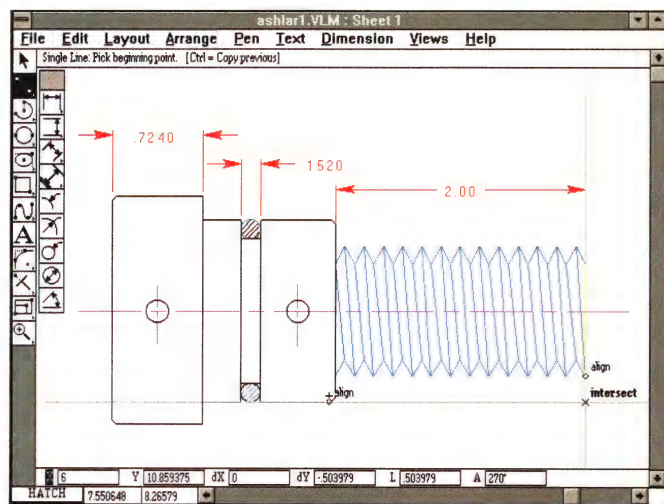 ashlar1.VLM : Sheet 1
File Edit Layout Arrange Pen Text Dimension Views Help
Single Line: Pick beginning point. [Ctrl = Copy previous]
.7240
1520
2.00
A
align
align
intersect
6 Y 10.859375 dX 0 dY -.503979 L .503979 A 270°
HATCH 7.550648 8.26579